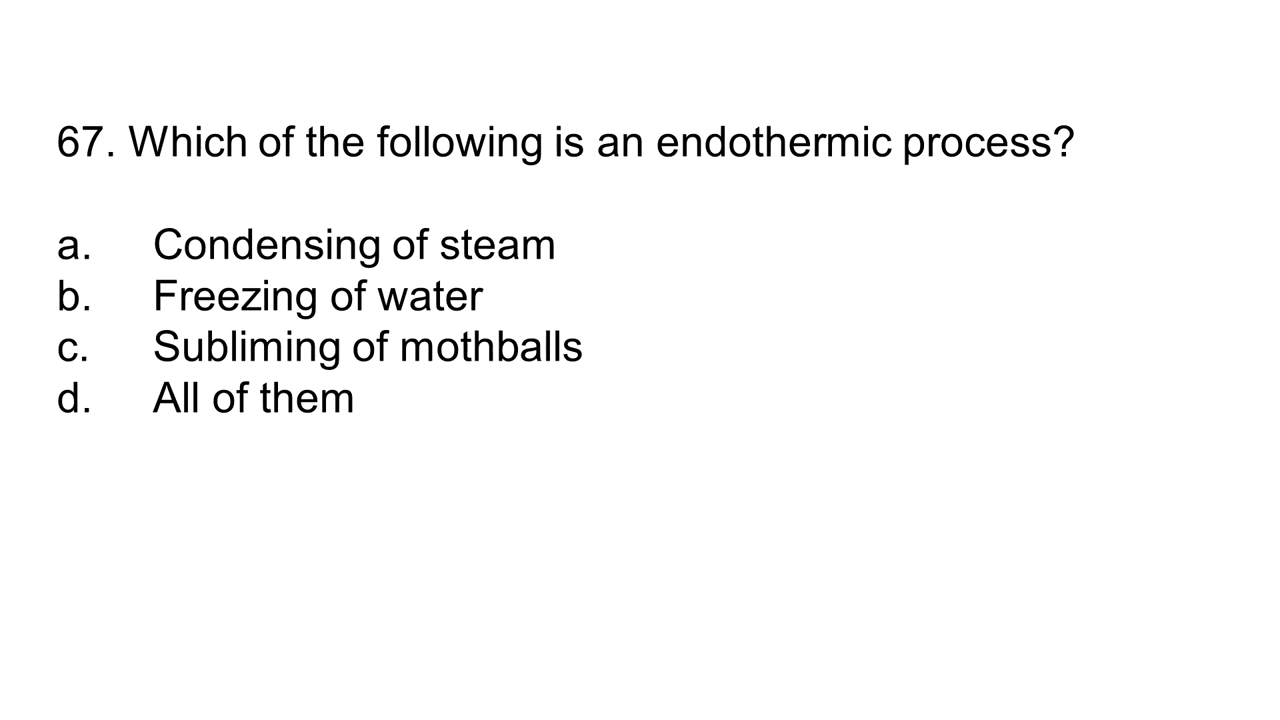 67. Which of the following is an endothermic process?
a. Condensing of steam
b. Freezing of water
c. Subliming of mothballs
d. All of them